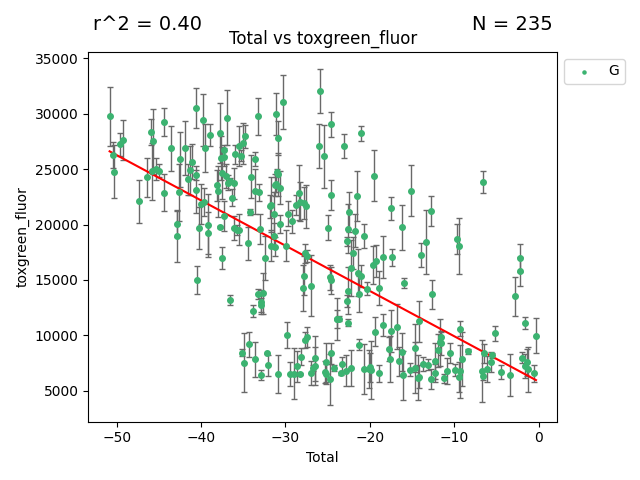 r^2 = 0.40
N = 235
Total vs toxgreen_fluor
G
toxgreen_fluor
35000
30000
25000
20000
15000
10000
5000
−50 −40 −30 −20 −10 0
Total